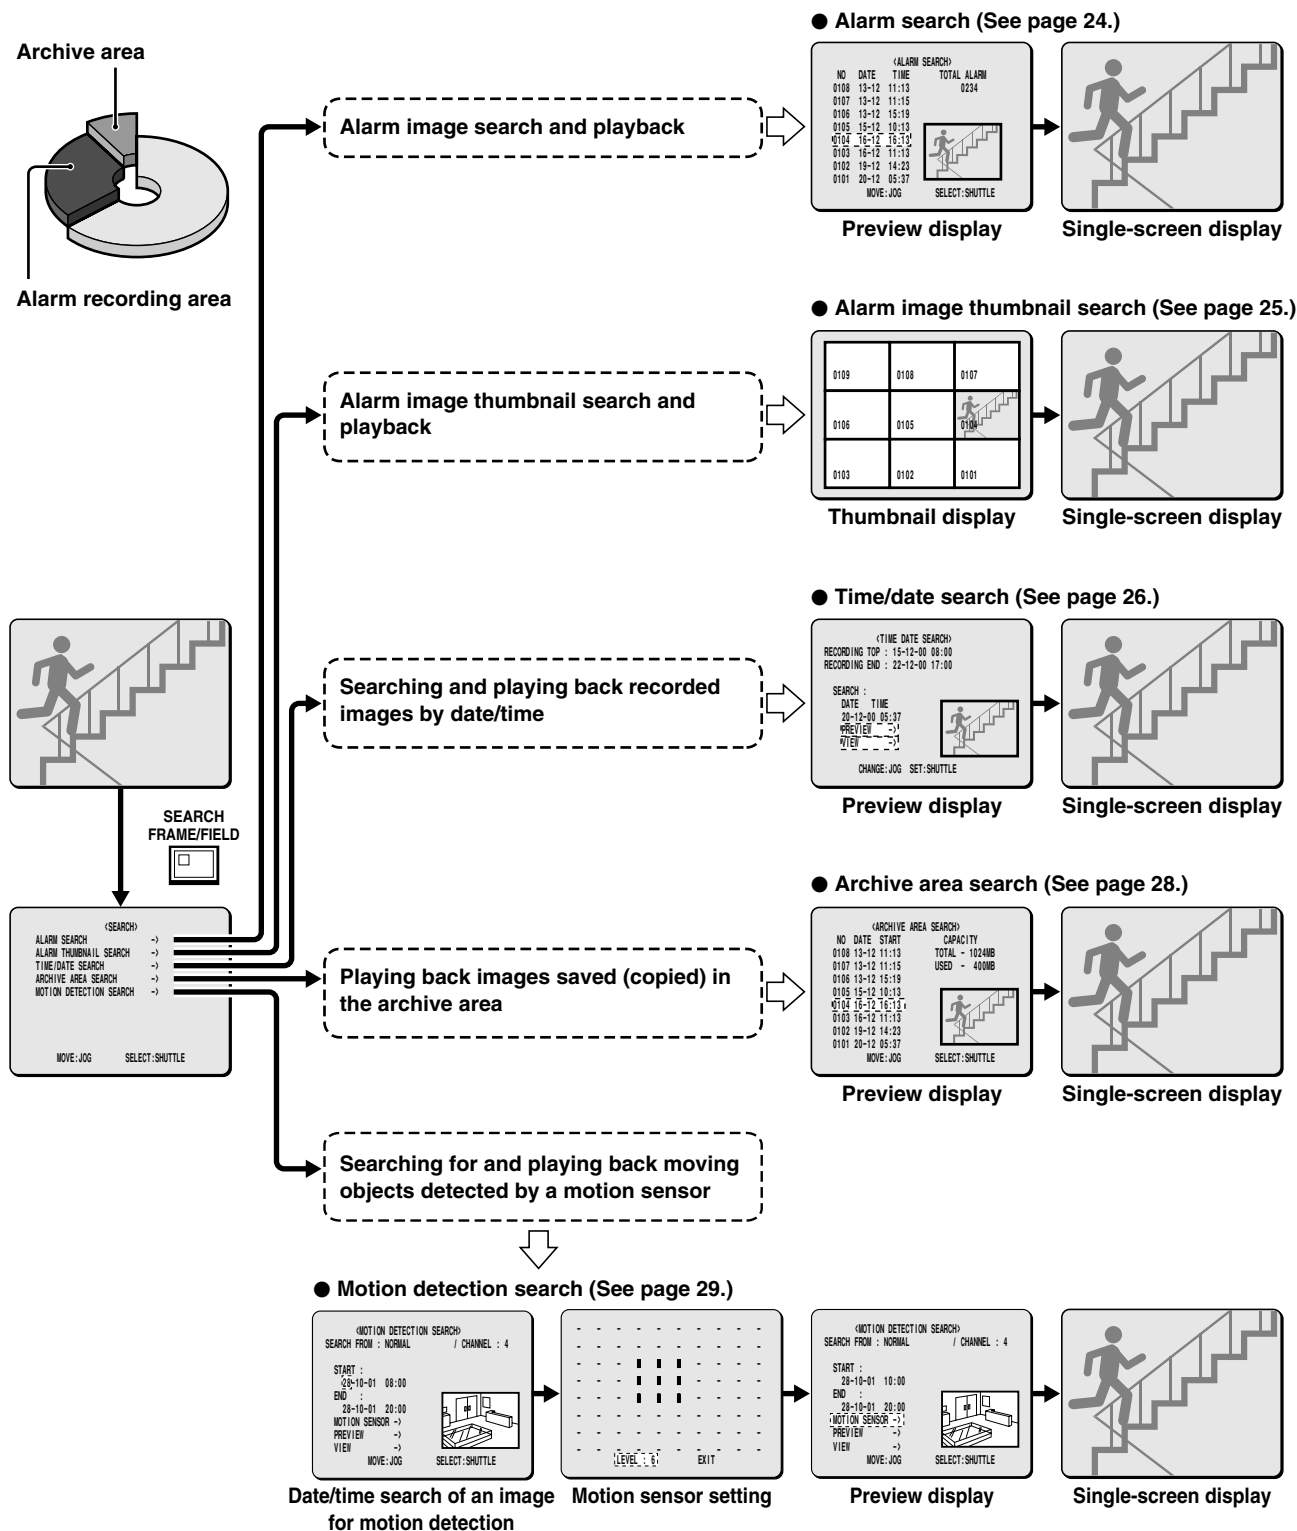 Archive area
Alarm recording area
Alarm image search and playback
● Alarm search (See page 24.)
<ALARM SEARCH>
NO DATE TIME TOTAL ALARM
0108 13-12 11:13 0234
0107 13-12 11:15
0106 13-12 15:19
0105 15-12 10:13
0104 16-12 16:13
0103 16-12 11:13
0102 19-12 14:23
0101 20-12 05:37
MOVE:JOG SELECT:SHUTTLE
Preview display
Single-screen display
Alarm image thumbnail search and
playback
● Alarm image thumbnail search (See page 25.)
0109 0108 0107
0106 0105 0104
0103 0102 0101
Thumbnail display
Single-screen display
Searching and playing back recorded
images by date/time
● Time/date search (See page 26.)
<TIME DATE SEARCH>
RECORDING TOP : 15-12-00 08:00
RECORDING END : 22-12-00 17:00
SEARCH :
DATE TIME
20-12-00 05:37
PREVIEW ->
VIEW ->
CHANGE:JOG SET:SHUTTLE
Preview display
Single-screen display
SEARCH
FRAME/FIELD
<SEARCH>
ALARM SEARCH ->
ALARM THUMBNAIL SEARCH ->
TIME/DATE SEARCH ->
ARCHIVE AREA SEARCH ->
MOTION DETECTION SEARCH ->
MOVE:JOG SELECT:SHUTTLE
Playing back images saved (copied) in
the archive area
● Archive area search (See page 28.)
<ARCHIVE AREA SEARCH>
NO DATE START CAPACITY
0108 13-12 11:13 TOTAL - 1024MB
0107 13-12 11:15 USED - 400MB
0106 13-12 15:19
0105 15-12 10:13
0104 16-12 16:13
0103 16-12 11:13
0102 19-12 14:23
0101 20-12 05:37
MOVE:JOG SELECT:SHUTTLE
Preview display
Single-screen display
Searching for and playing back moving
objects detected by a motion sensor
● Motion detection search (See page 29.)
<MOTION DETECTION SEARCH>
SEARCH FROM : NORMAL / CHANNEL : 4
START :
28-10-01 08:00
END :
28-10-01 20:00
MOTION SENSOR ->
PREVIEW ->
VIEW ->
MOVE:JOG SELECT:SHUTTLE
Date/time search of an image
for motion detection
LEVEL : 6 EXIT
Motion sensor setting
<MOTION DETECTION SEARCH>
SEARCH FROM : NORMAL / CHANNEL : 4
START :
28-10-01 10:00
END :
28-10-01 20:00
MOTION SENSOR ->
PREVIEW ->
VIEW ->
MOVE:JOG SELECT:SHUTTLE
Preview display
Single-screen display